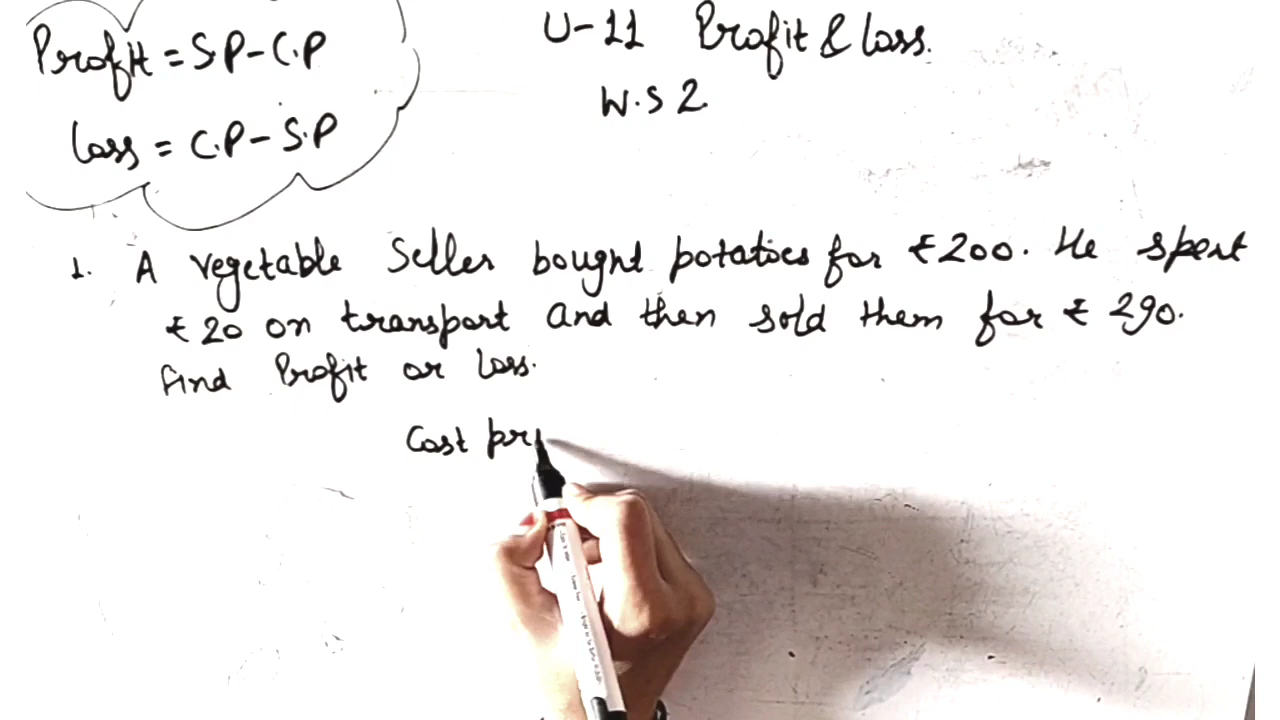 Profit = S.P - C.P
Loss = C.P - S.P
U-11 Profit & Loss.
W.S 2
1. A vegetable Seller bought potatoes for ₹200. He spent
₹20 on transport and then sold them for ₹ 290.
Find Profit or Loss.
Cost pri